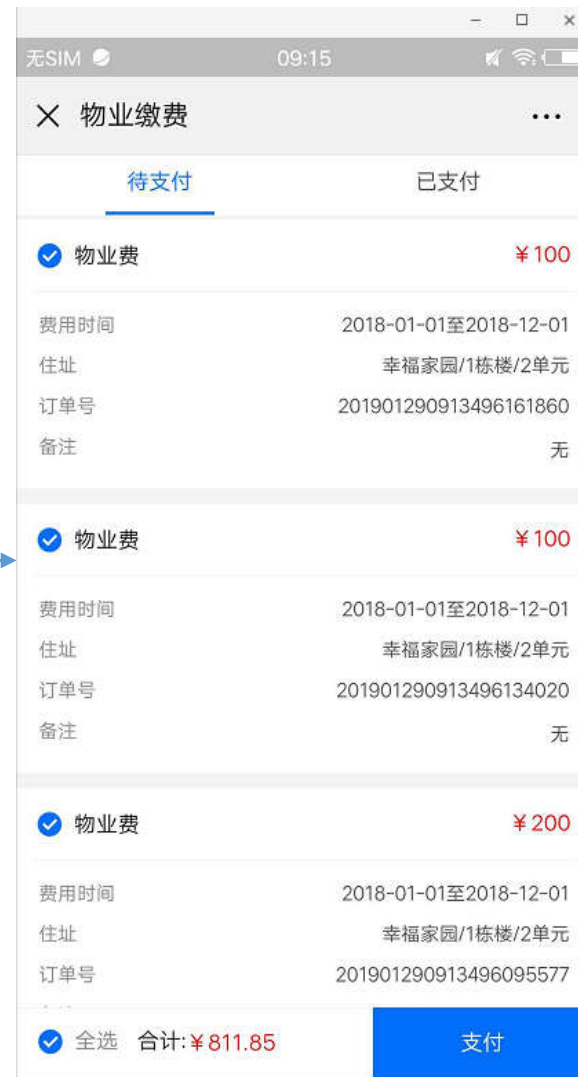 无SIM 09:15
物业缴费
待支付 已支付
物业费 ￥100
费用时间 2018-01-01至2018-12-01
住址 幸福家园/1栋楼/2单元
订单号 201901290913496161860
备注 无
物业费 ￥100
费用时间 2018-01-01至2018-12-01
住址 幸福家园/1栋楼/2单元
订单号 201901290913496134020
备注 无
物业费 ￥200
费用时间 2018-01-01至2018-12-01
住址 幸福家园/1栋楼/2单元
订单号 201901290913496095577
全选 合计:￥811.85 支付